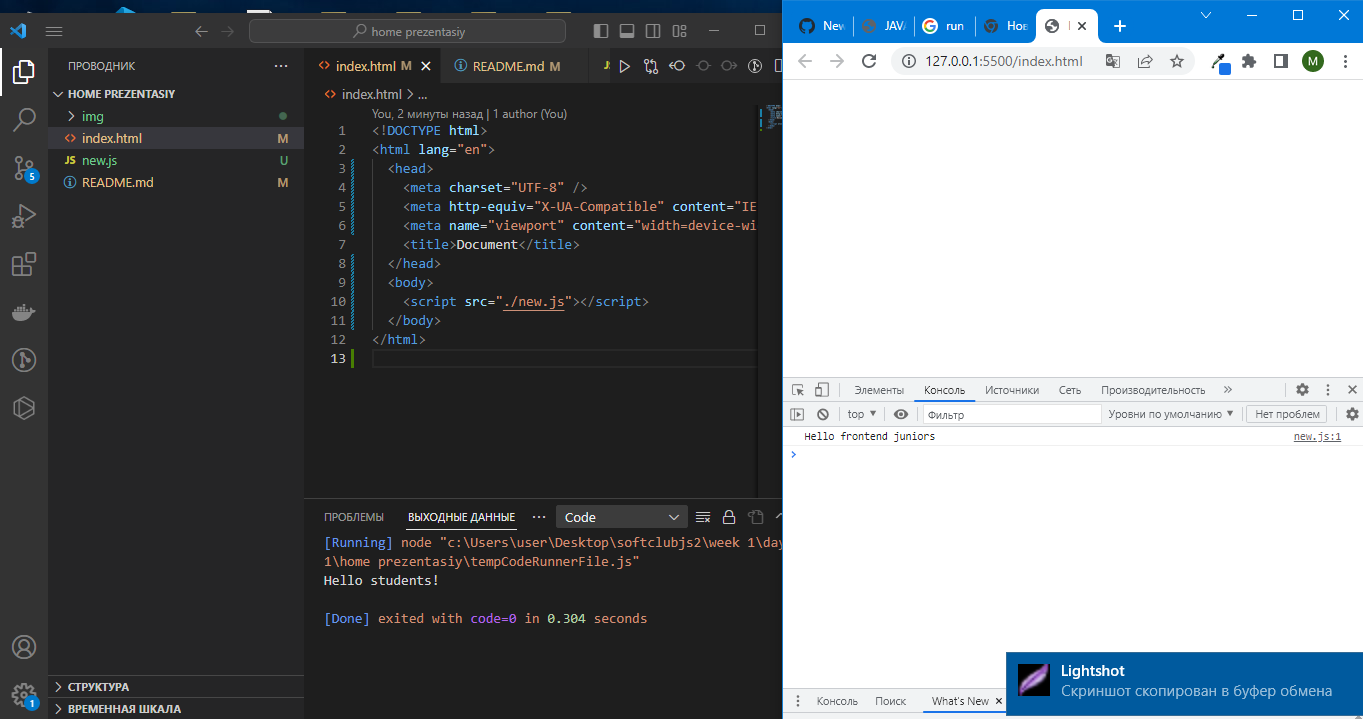 home prezentasiy
ПРОВОДНИК
HOME PREZENTASIY
img
index.html M
new.js U
README.md M
СТРУКТУРА
ВРЕМЕННАЯ ШКАЛА
5
1
index.html M
README.md M
index.html > ...
You, 2 минуты назад | 1 author (You)
1 <!DOCTYPE html>
2 <html lang="en">
3 <head>
4 <meta charset="UTF-8" />
5 <meta http-equiv="X-UA-Compatible" content="IE
6 <meta name="viewport" content="width=device-wi
7 <title>Document</title>
8 </head>
9 <body>
10 <script src="./new.js"></script>
11 </body>
12 </html>
13
ПРОБЛЕМЫ ВЫХОДНЫЕ ДАННЫЕ ... Code
[Running] node "c:\Users\user\Desktop\softclubjs2\week 1\day
1\home prezentasiy\tempCodeRunnerFile.js"
Hello students!
[Done] exited with code=0 in 0.304 seconds
New JAVA run Нов
127.0.0.1:5500/index.html
M
Элементы Консоль Источники Сеть Производительность
top Фильтр Уровни по умолчанию Нет проблем
Hello frontend juniors new.js:1
Консоль Поиск What's New
Lightshot
Скриншот скопирован в буфер обмена